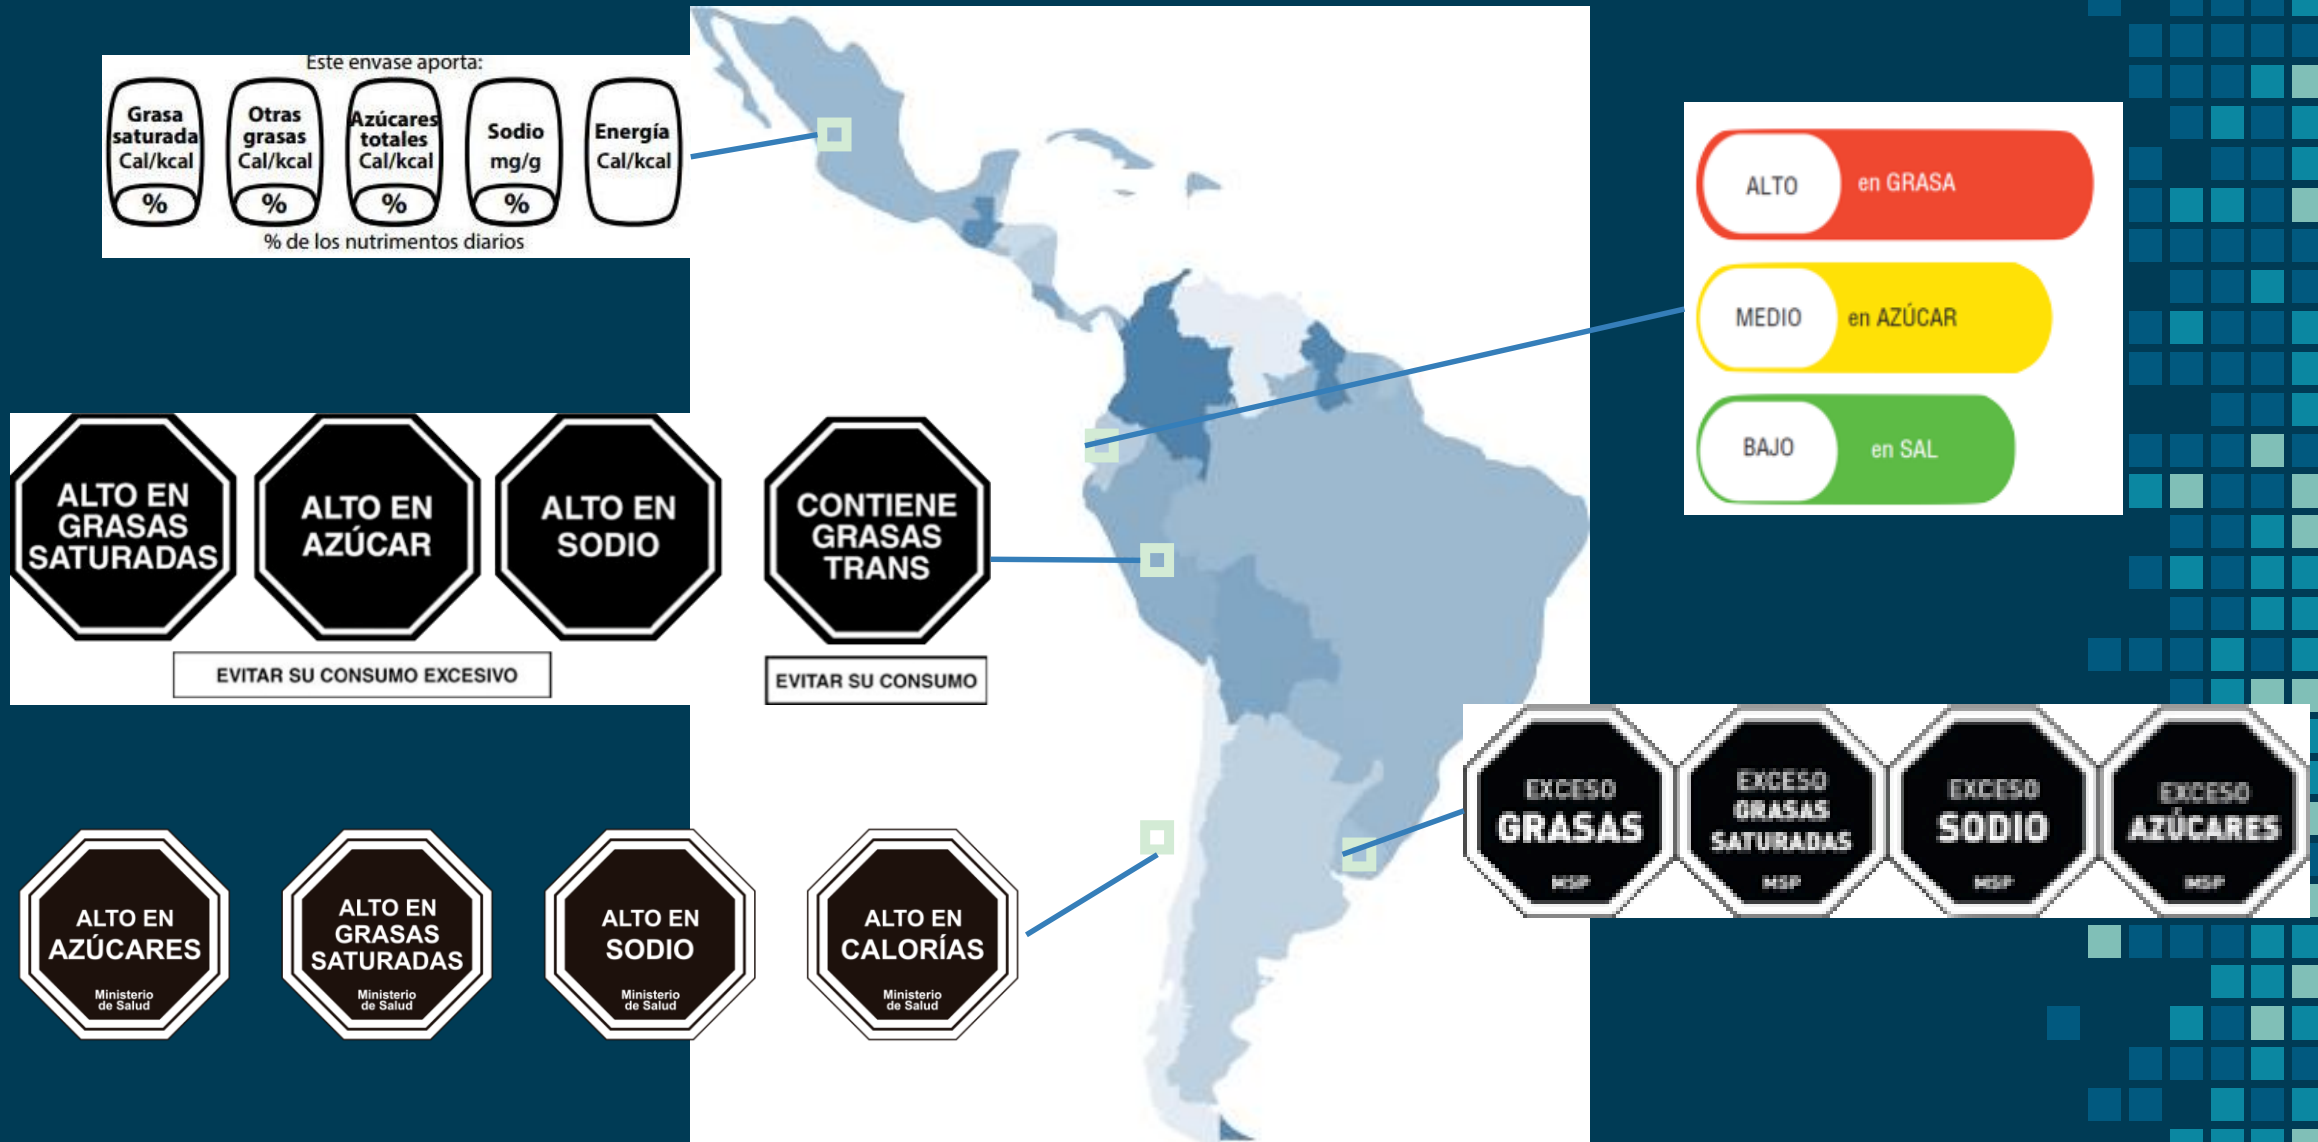 Este envase aporta:
Grasa
saturada
Cal/kcal
%
Otras
grasas
Cal/kcal
%
Azúcares
totales
Cal/kcal
%
Sodio
mg/g
%
Energía
Cal/kcal
% de los nutrimentos diarios
ALTO
en GRASA
MEDIO
en AZÚCAR
BAJO
en SAL
ALTO EN
GRASAS
SATURADAS
ALTO EN
AZÚCAR
ALTO EN
SODIO
CONTIENE
GRASAS
TRANS
EVITAR SU CONSUMO EXCESIVO
EVITAR SU CONSUMO
EXCESO
GRASAS
MSP
EXCESO
GRASAS
SATURADAS
MSP
EXCESO
SODIO
MSP
EXCESO
AZÚCARES
MSP
ALTO EN
AZÚCARES
Ministerio
de Salud
ALTO EN
GRASAS
SATURADAS
Ministerio
de Salud
ALTO EN
SODIO
Ministerio
de Salud
ALTO EN
CALORÍAS
Ministerio
de Salud